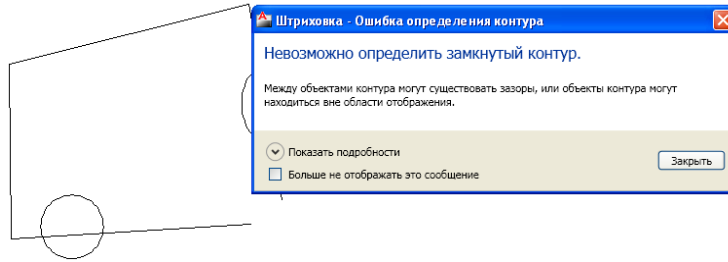 Штриховка - Ошибка определения контура
Невозможно определить замкнутый контур.
Между объектами контура могут существовать зазоры, или объекты контура могут
находиться вне области отображения.
Показать подробности
Закрыть
Больше не отображать это сообщение